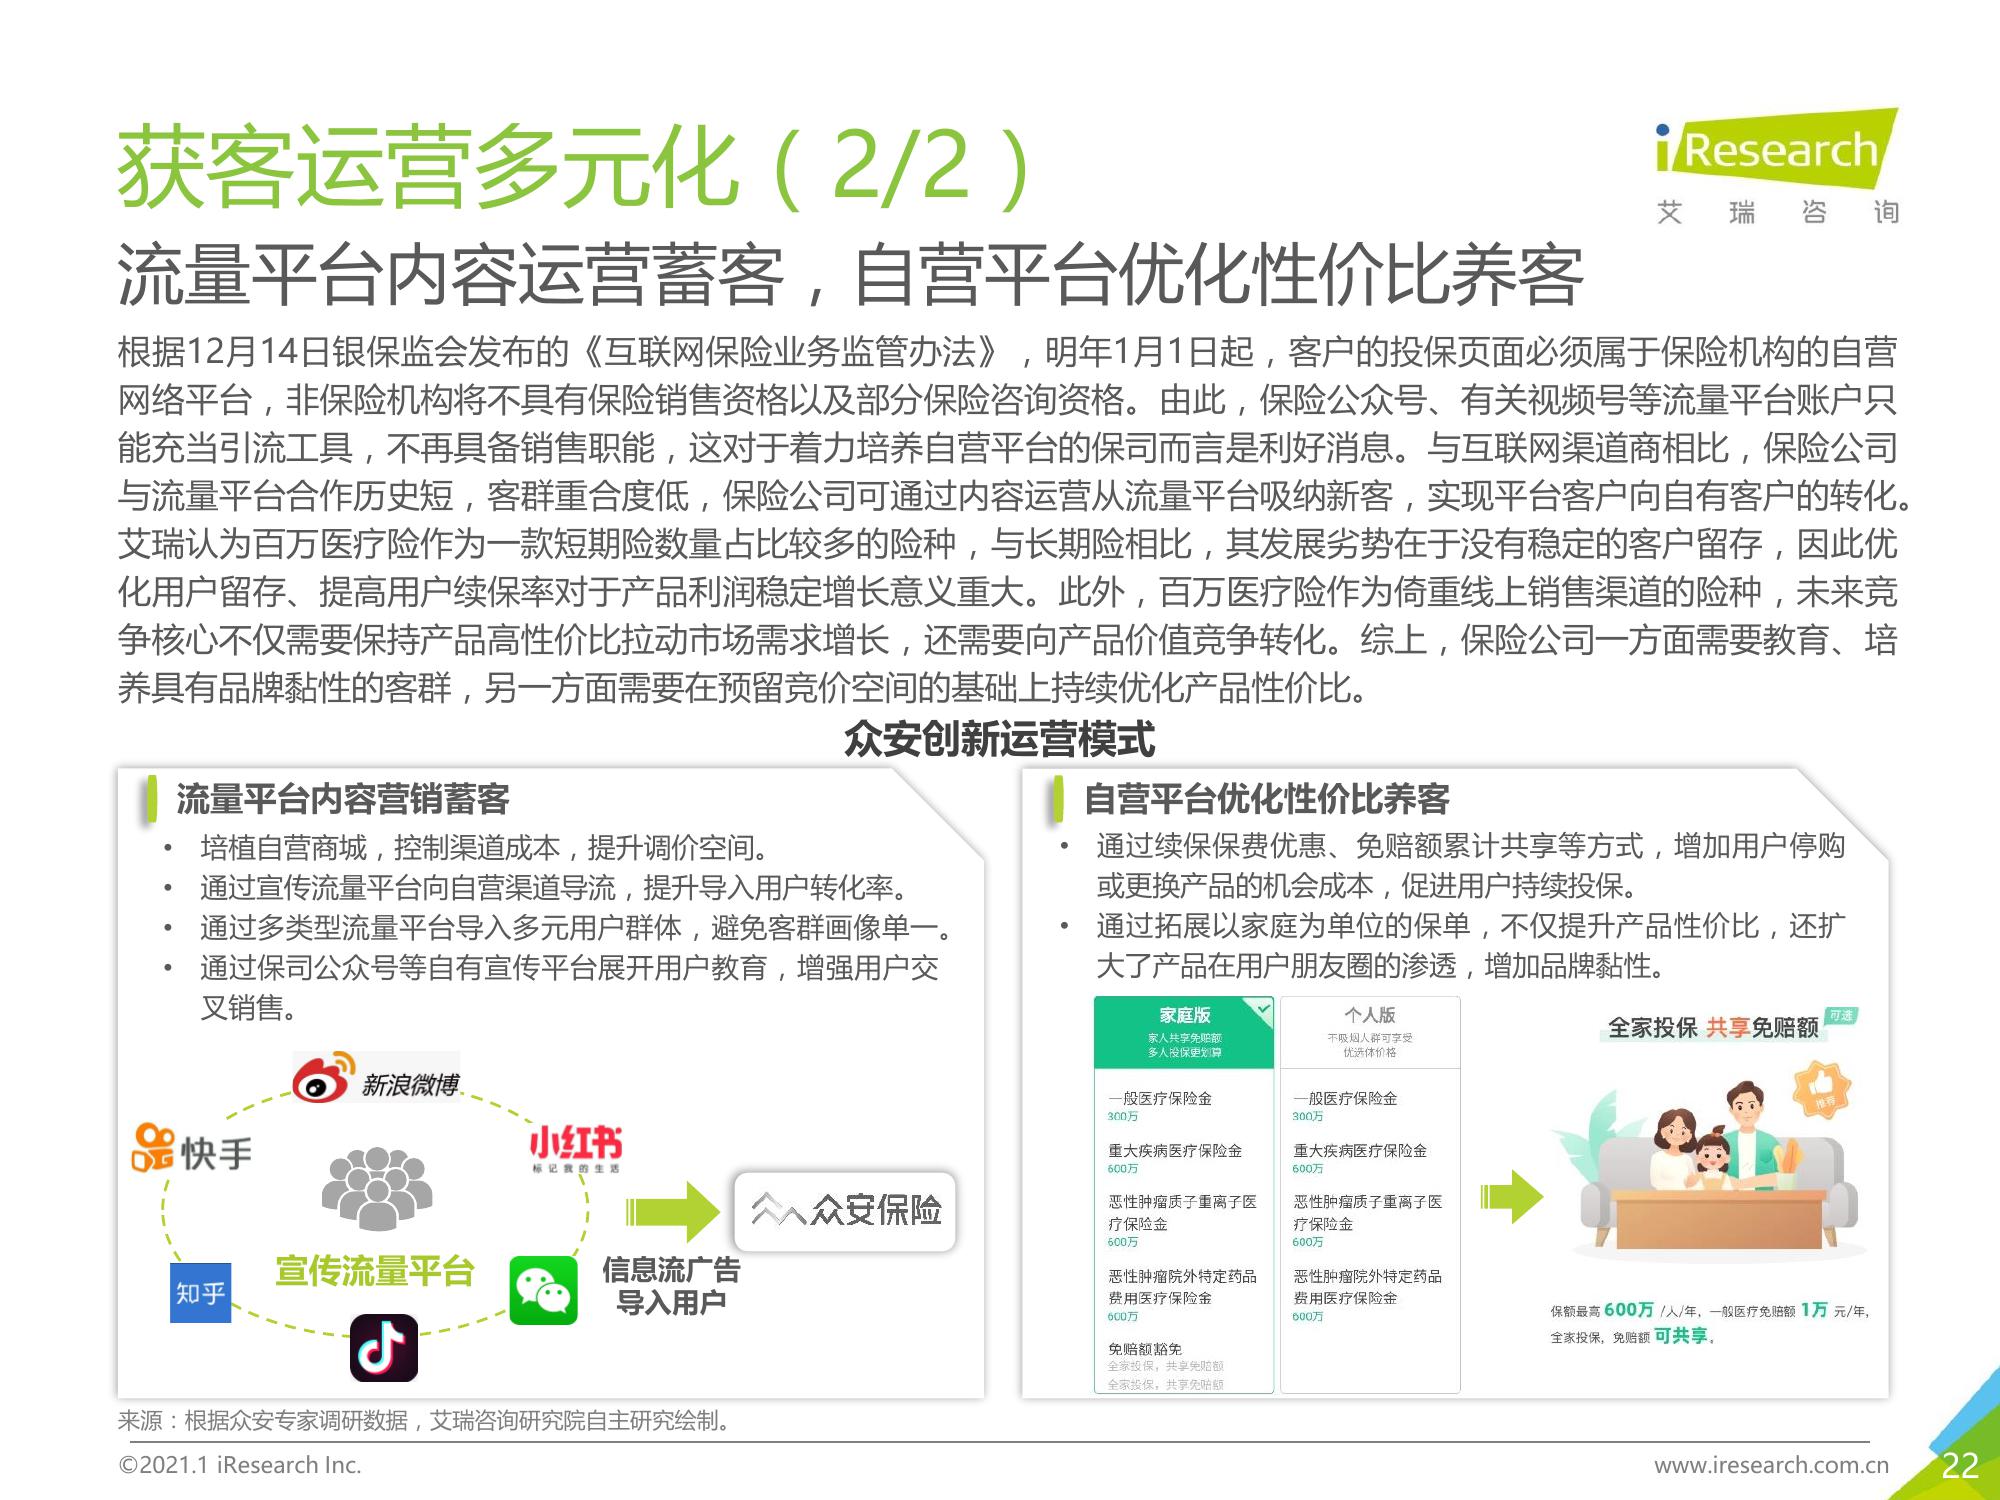 获客运营多元化（2/2）
iResearch
艾瑞咨询
流量平台内容运营蓄客，自营平台优化性价比养客
根据12月14日银保监会发布的《互联网保险业务监管办法》，明年1月1日起，客户的投保页面必须属于保险机构的自营
网络平台，非保险机构将不具有保险销售资格以及部分保险咨询资格。由此，保险公众号、有关视频号等流量平台账户只
能充当引流工具，不再具备销售职能，这对于着力培养自营平台的保司而言是利好消息。与互联网渠道商相比，保险公司
与流量平台合作历史短，客群重合度低，保险公司可通过内容运营从流量平台吸纳新客，实现平台客户向自有客户的转化。
艾瑞认为百万医疗险作为一款短期险数量占比较多的险种，与长期险相比，其发展劣势在于没有稳定的客户留存，因此优
化用户留存、提高用户续保率对于产品利润稳定增长意义重大。此外，百万医疗险作为倚重线上销售渠道的险种，未来竞
争核心不仅需要保持产品高性价比拉动市场需求增长，还需要向产品价值竞争转化。综上，保险公司一方面需要教育、培
养具有品牌黏性的客群，另一方面需要在预留竞价空间的基础上持续优化产品性价比。
众安创新运营模式
流量平台内容营销蓄客
• 培植自营商城，控制渠道成本，提升调价空间。
• 通过宣传流量平台向自营渠道导流，提升导入用户转化率。
• 通过多类型流量平台导入多元用户群体，避免客群画像单一。
• 通过保司公众号等自有宣传平台展开用户教育，增强用户交
叉销售。
新浪微博
快手
小红书
标记我的生活
众安保险
宣传流量平台
知乎
信息流广告
导入用户
自营平台优化性价比养客
• 通过续保保费优惠、免赔额累计共享等方式，增加用户停购
或更换产品的机会成本，促进用户持续投保。
• 通过拓展以家庭为单位的保单，不仅提升产品性价比，还扩
大了产品在用户朋友圈的渗透，增加品牌黏性。
家庭版
家人共享免赔额
多人投保更划算
一般医疗保险金
300万
重大疾病医疗保险金
600万
恶性肿瘤质子重离子医
疗保险金
600万
恶性肿瘤院外特定药品
费用医疗保险金
600万
免赔额豁免
全家投保，共享免赔额
全家投保，共享免赔额
个人版
不吸烟人群可享受
优选体价格
一般医疗保险金
300万
重大疾病医疗保险金
600万
恶性肿瘤质子重离子医
疗保险金
600万
恶性肿瘤院外特定药品
费用医疗保险金
600万
全家投保 共享免赔额 可选
推荐
保额最高 600万 /人/年，一般医疗免赔额 1万 元/年，
全家投保，免赔额 可共享。
来源：根据众安专家调研数据，艾瑞咨询研究院自主研究绘制。
©2021.1 iResearch Inc.
www.iresearch.com.cn
22